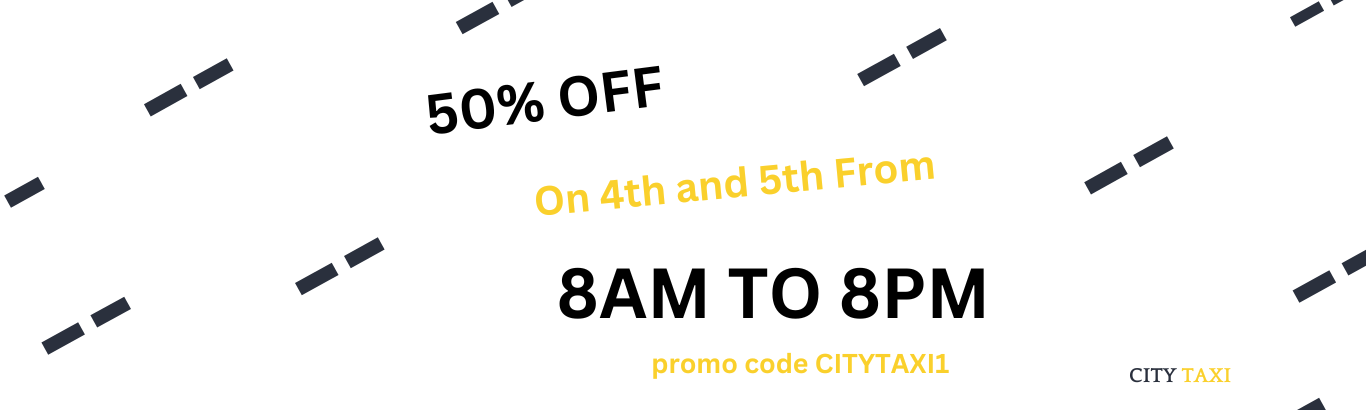 50% OFF
On 4th and 5th From
8AM TO 8PM
promo code CITYTAXI1
CITY TAXI